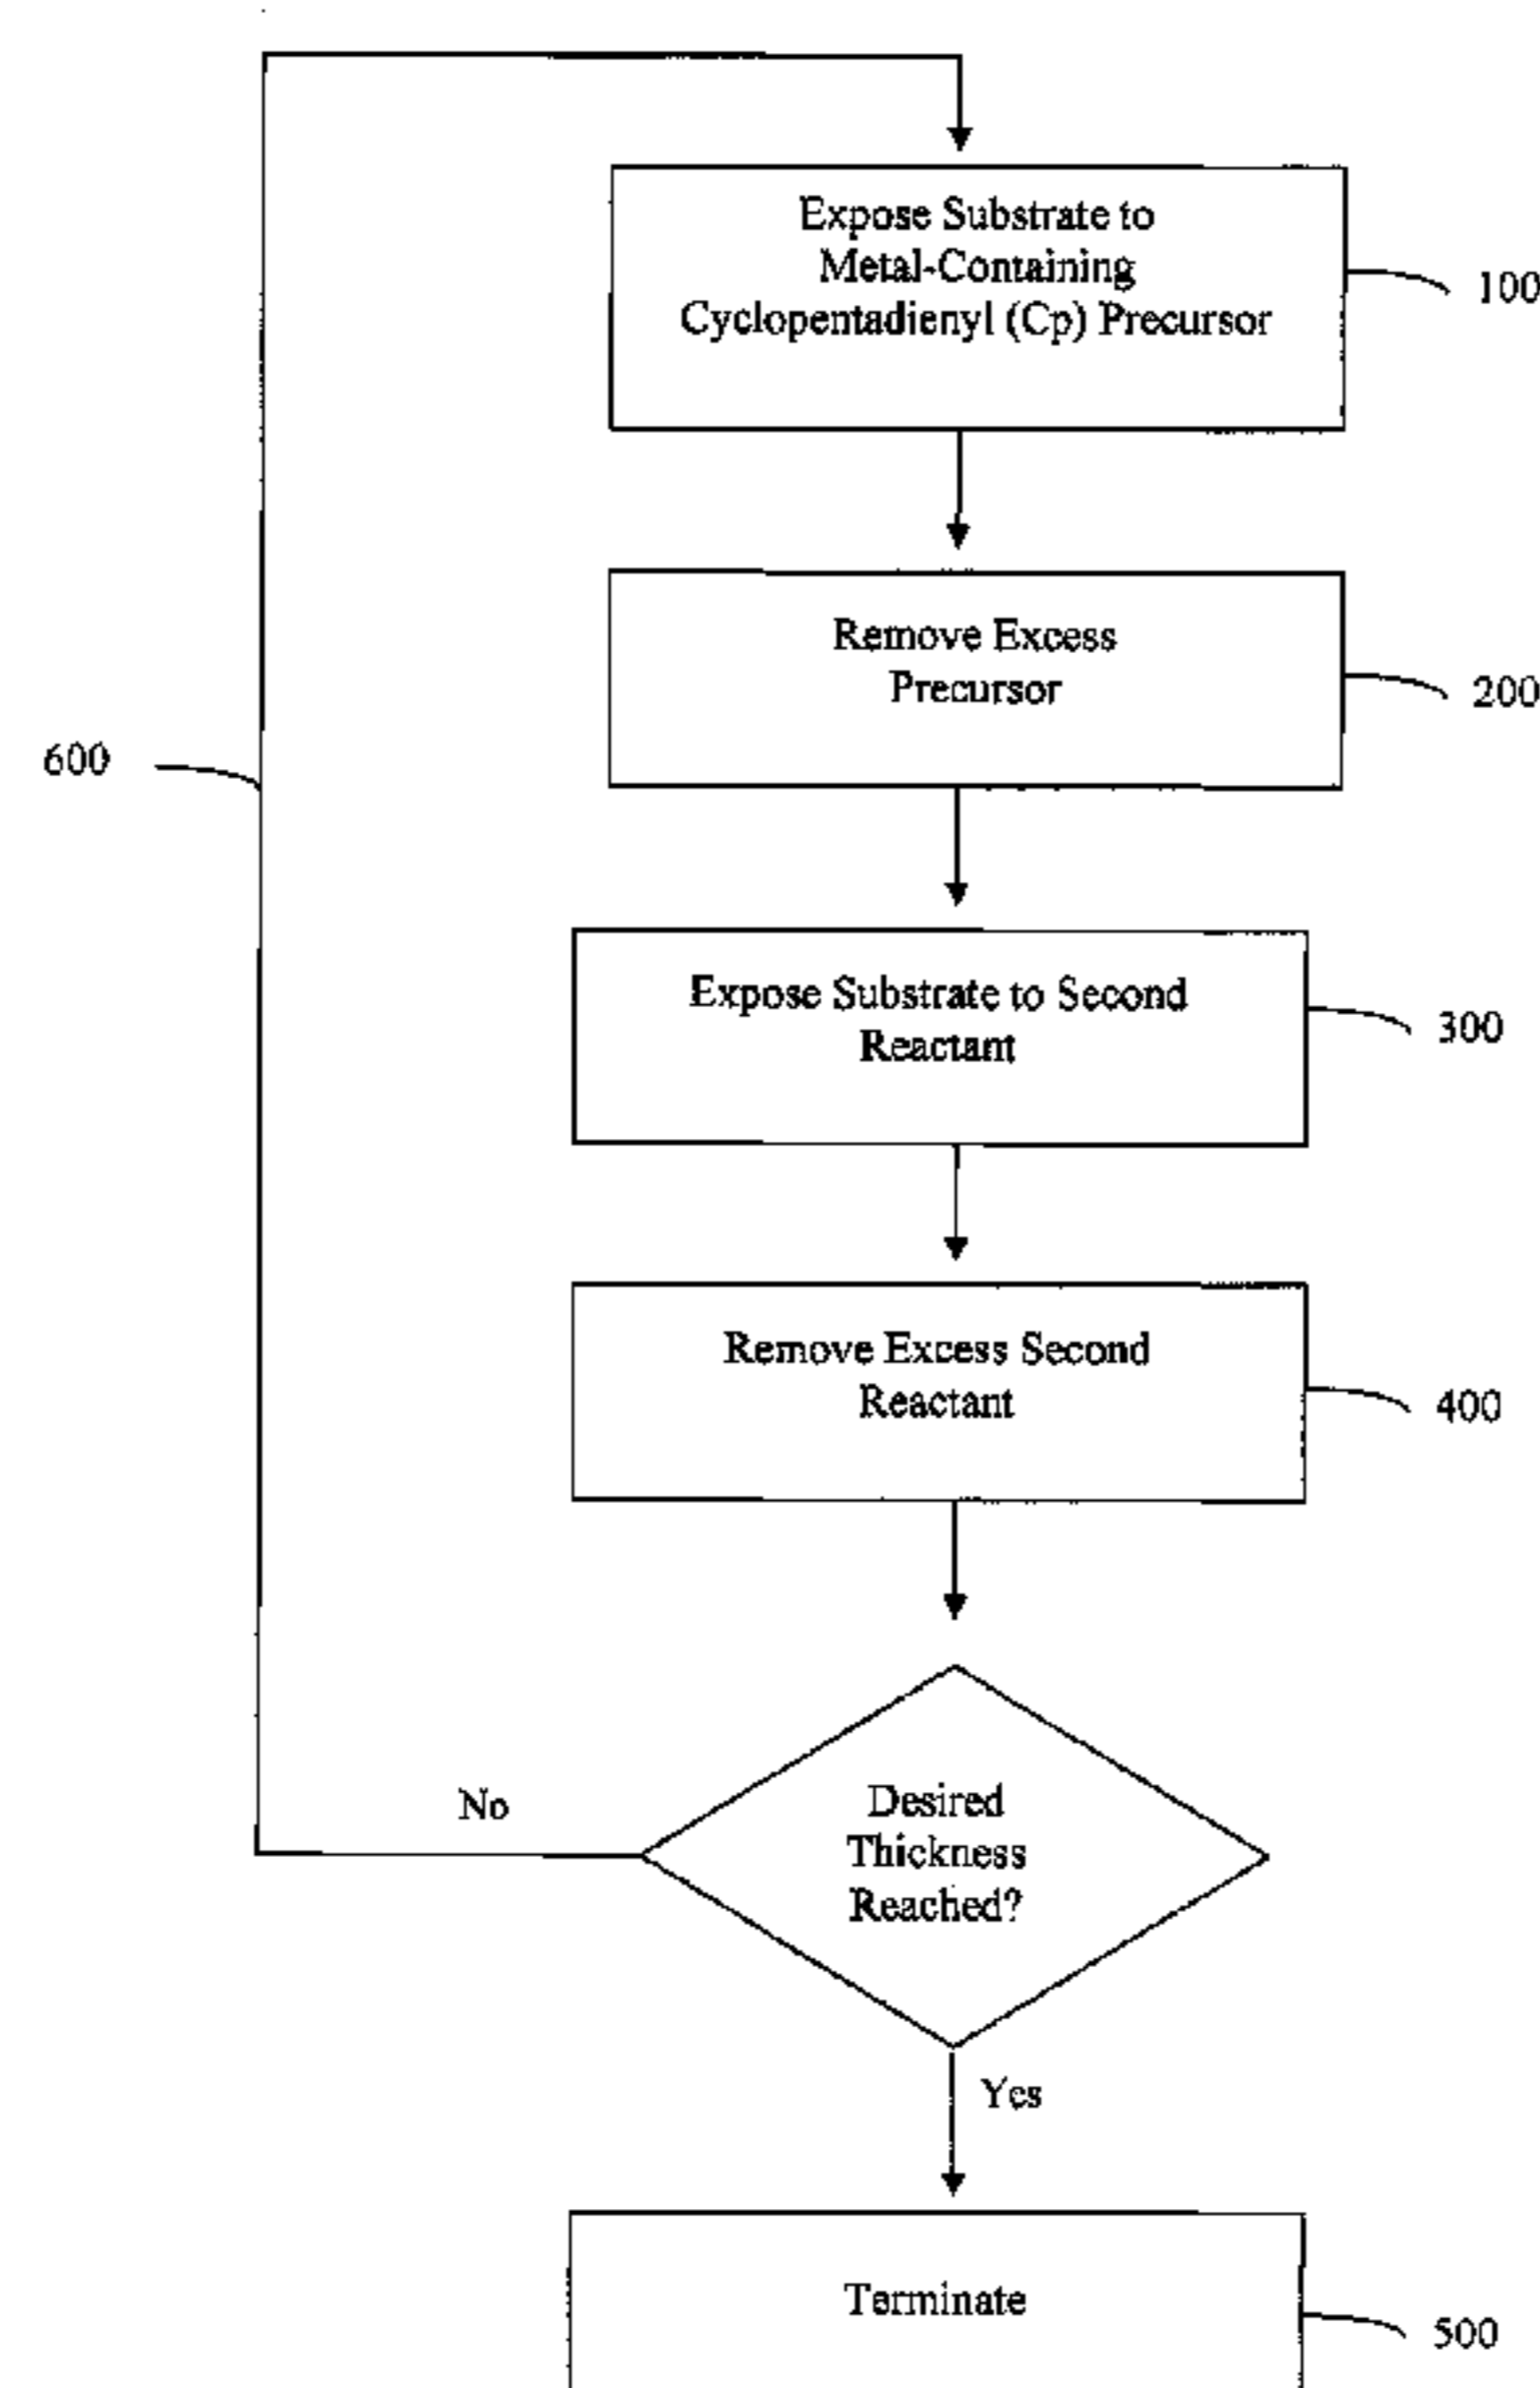 Expose Substrate to
Metal-Containing
Cyclopentadienyl (Cp) Precursor
100
Remove Excess
Precursor
200
600
Expose Substrate to Second
Reactant
300
Remove Excess Second
Reactant
400
No
Desired
Thickness
Reached?
Yes
Terminate
500